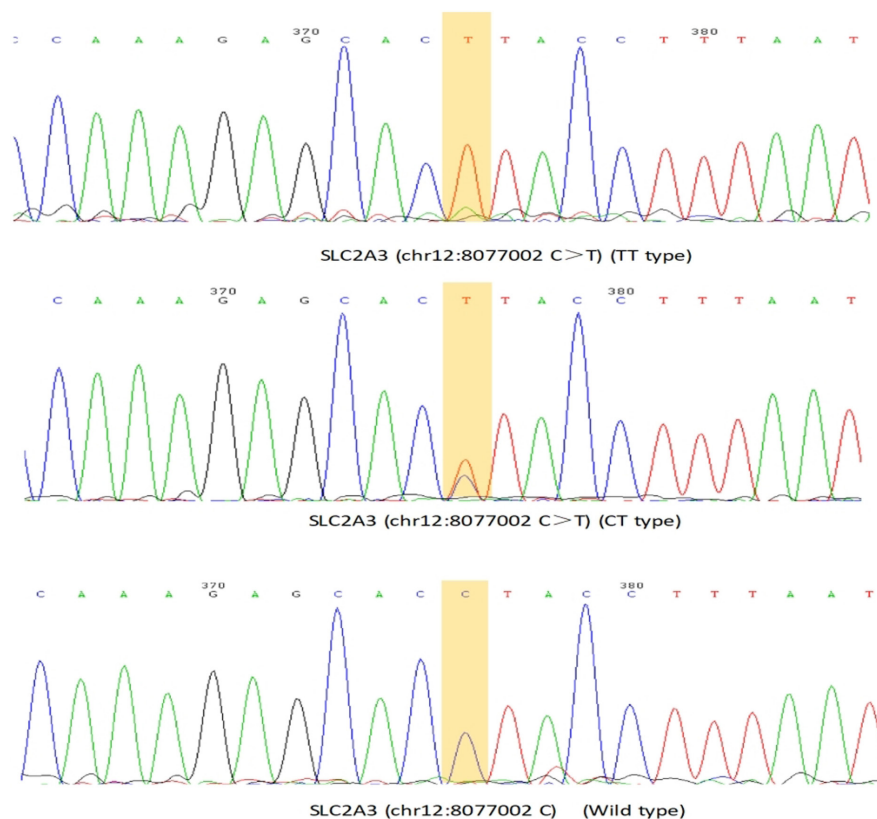 370 380
C C A A A G A G C A C T T A C C T T T A A T
SLC2A3 (chr12:8077002 C＞T) (TT type)
370 380
C A A A G A G C A C T T A C C T T T A A T
SLC2A3 (chr12:8077002 C＞T) (CT type)
370 380
C A A A G A G C A C C T A C C T T T A A T
SLC2A3 (chr12:8077002 C) (Wild type)